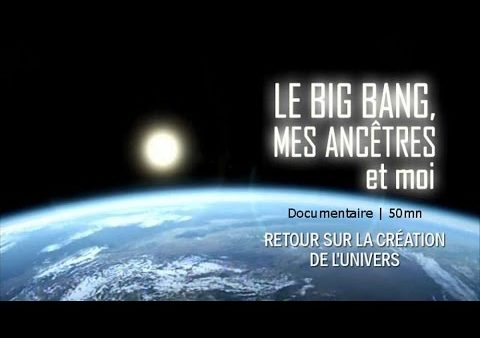 LE BIG BANG,
MES ANCÊTRES
et moi
Documentaire | 50mn
RETOUR SUR LA CRÉATION
DE L'UNIVERS